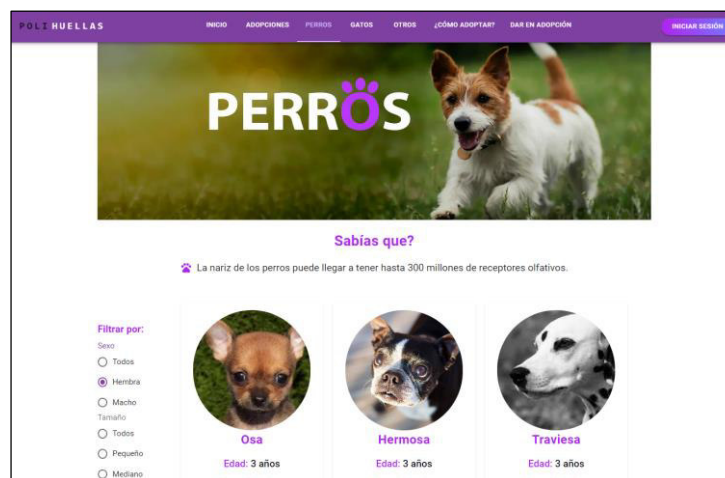 POLI HUELLAS
INICIO ADOPCIONES PERROS GATOS OTROS ¿CÓMO ADOPTAR? DAR EN ADOPCIÓN
INICIAR SESIÓN
PERROS
Sabías que?
La nariz de los perros puede llegar a tener hasta 300 millones de receptores olfativos.
Filtrar por:
Sexo
Todos
Hembra
Macho
Tamaño
Todos
Pequeño
Mediano
Osa
Edad: 3 años
Hermosa
Edad: 3 años
Traviesa
Edad: 3 años